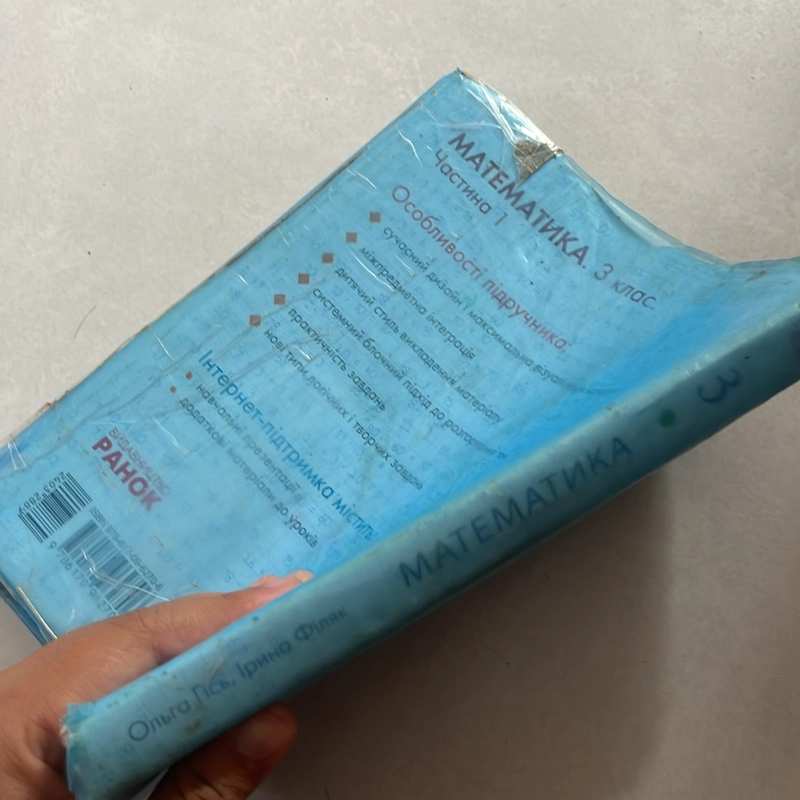 МАТЕМАТИКА. 3 клас.
Частина 1
Особливості підручника:
сучасний дизайн і максимальна
міжпредметна інтеграція
дитячий стиль викладення матеріалу
системний блочний підхід до
практичність завдань
нові типи логічних і творчих завдань
Інтернет-підтримка містить:
навчальні презентації
додаткові матеріали до уроків
ВИДАВНИЦТВО
РАНОК
Ольга Гісь, Ірина Філяк
МАТЕМАТИКА • 3